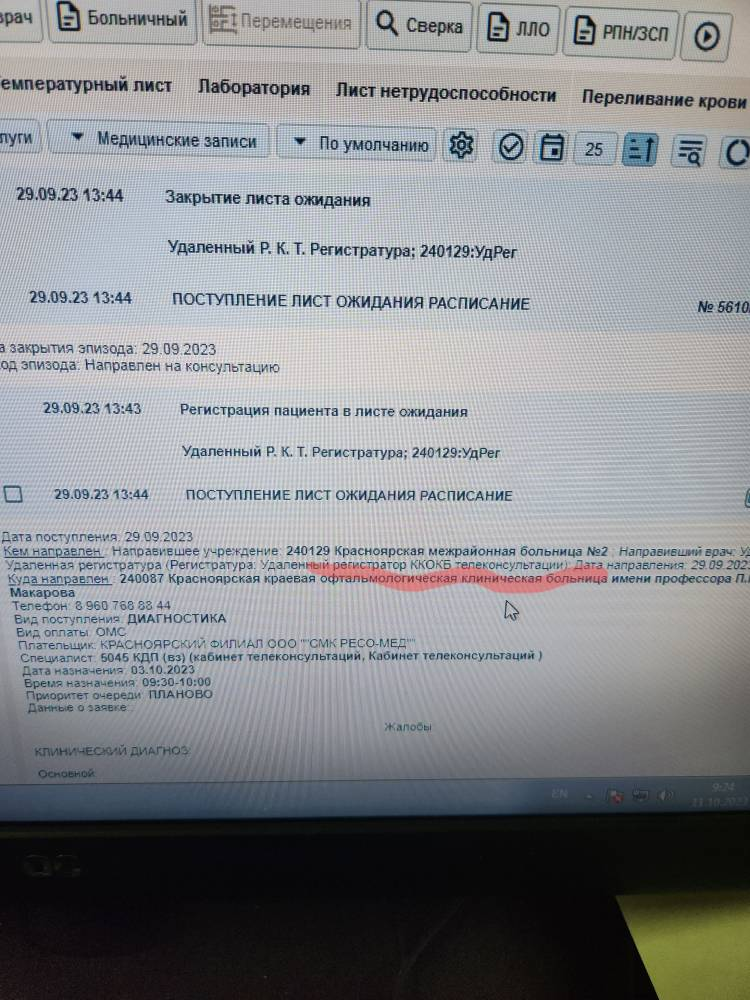 врач Больничный Перемещения Сверка ЛЛО РПН/ЗСП
емпературный лист Лаборатория Лист нетрудоспособности Переливание крови
луги Медицинские записи По умолчанию 25
29.09.23 13:44 Закрытие листа ожидания
Удаленный Р. К. Т. Регистратура; 240129:УдРег
29.09.23 13:44 ПОСТУПЛЕНИЕ ЛИСТ ОЖИДАНИЯ РАСПИСАНИЕ № 5610
а закрытия эпизода: 29.09.2023
од эпизода: Направлен на консультацию
29.09.23 13:43 Регистрация пациента в листе ожидания
Удаленный Р. К. Т. Регистратура; 240129:УдРег
29.09.23 13:44 ПОСТУПЛЕНИЕ ЛИСТ ОЖИДАНИЯ РАСПИСАНИЕ
Дата поступления: 29.09.2023
Кем направлен : Направившее учреждение: 240129 Красноярская межрайонная больница №2 ; Направивший врач: Уд
Удаленная регистратура (Регистратура: Удаленный регистратор ККОКБ телеконсультации); Дата направления: 29.09.202
Куда направлен : 240087 Красноярская краевая офтальмологическая клиническая больница имени профессора П.
Макарова
Телефон: 8 960 768 88 44
Вид поступления: ДИАГНОСТИКА
Вид оплаты: ОМС
Плательщик: КРАСНОЯРСКИЙ ФИЛИАЛ ООО ""СМК РЕСО-МЕД""
Специалист: 5045 КДП (вз) (кабинет телеконсультаций, Кабинет телеконсультаций )
Дата назначения: 03.10.2023
Время назначения: 09:30-10:00
Приоритет очереди: ПЛАНОВО
Данные о заявке:
Жалобы
КЛИНИЧЕСКИЙ ДИАГНОЗ:
Основной:
EN 9:24
11.10.202